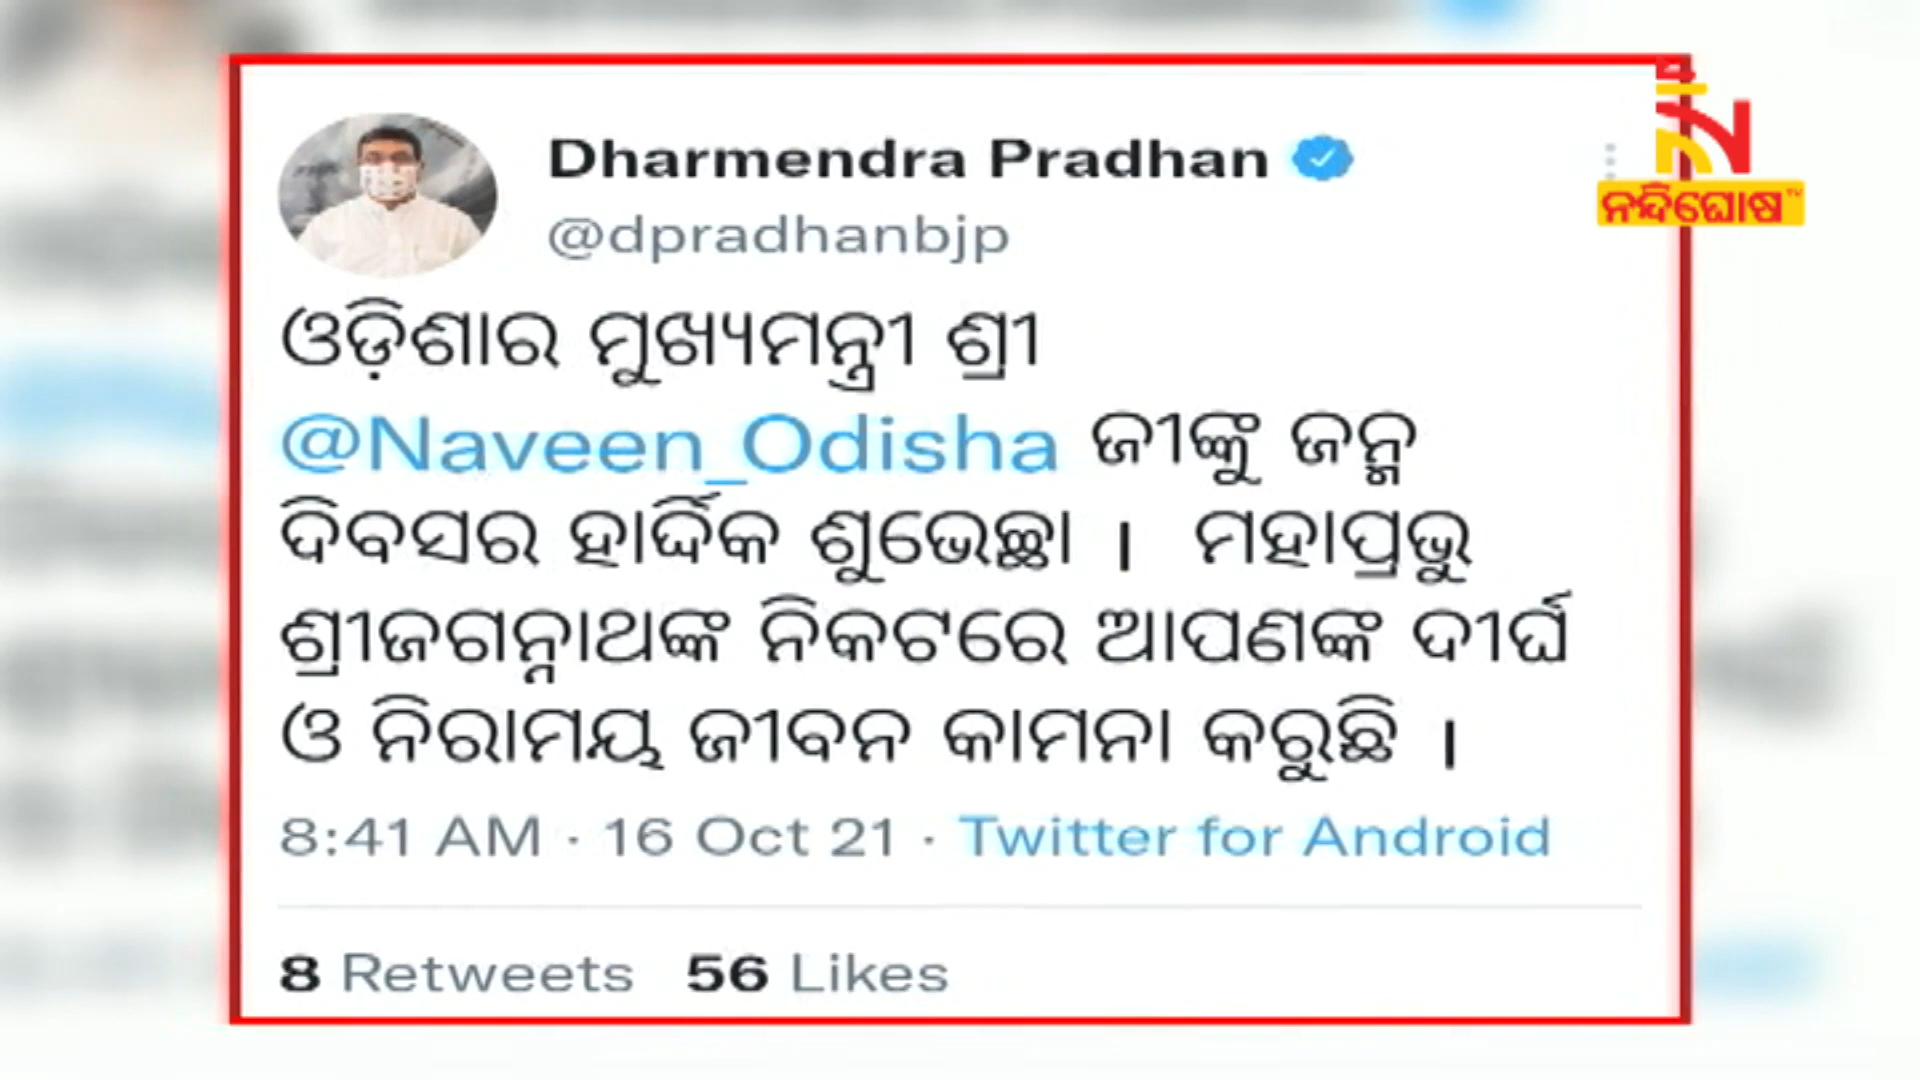 Dharmendra Pradhan
@dpradhanbjp
ନନ୍ଦିଘୋଷ TV
ଓଡ଼ିଶାର ମୁଖ୍ୟମନ୍ତ୍ରୀ ଶ୍ରୀ
@Naveen_Odisha ଜୀଙ୍କୁ ଜନ୍ମ
ଦିବସର ହାର୍ଦ୍ଦିକ ଶୁଭେଚ୍ଛା । ମହାପ୍ରଭୁ
ଶ୍ରୀଜଗନ୍ନାଥଙ୍କ ନିକଟରେ ଆପଣଙ୍କ ଦୀର୍ଘ
ଓ ନିରାମୟ ଜୀବନ କାମନା କରୁଛି ।
8:41 AM · 16 Oct 21 · Twitter for Android
8 Retweets 56 Likes